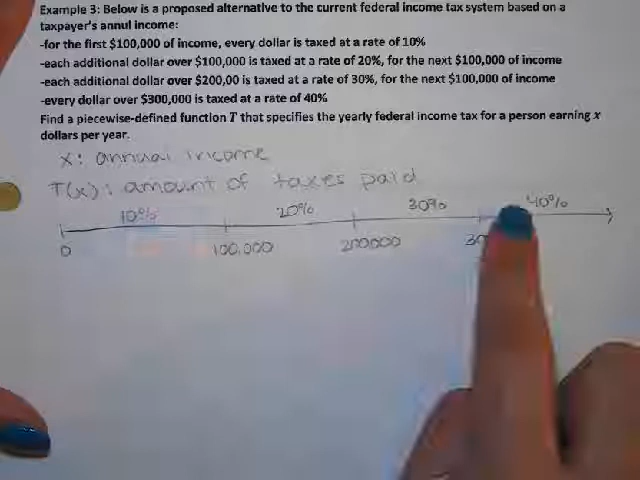 Example 3: Below is a proposed alternative to the current federal income tax system based on a
taxpayer's annul income:
-for the first $100,000 of income, every dollar is taxed at a rate of 10%
-each additional dollar over $100,000 is taxed at a rate of 20%, for the next $100,000 of income
-each additional dollar over $200,00 is taxed at a rate of 30%, for the next $100,000 of income
-every dollar over $300,000 is taxed at a rate of 40%
Find a piecewise-defined function T that specifies the yearly federal income tax for a person earning x
dollars per year.
x: annual income
T(x): amount of taxes paid
10% 20% 30% 40%
0 100,000 200000 30